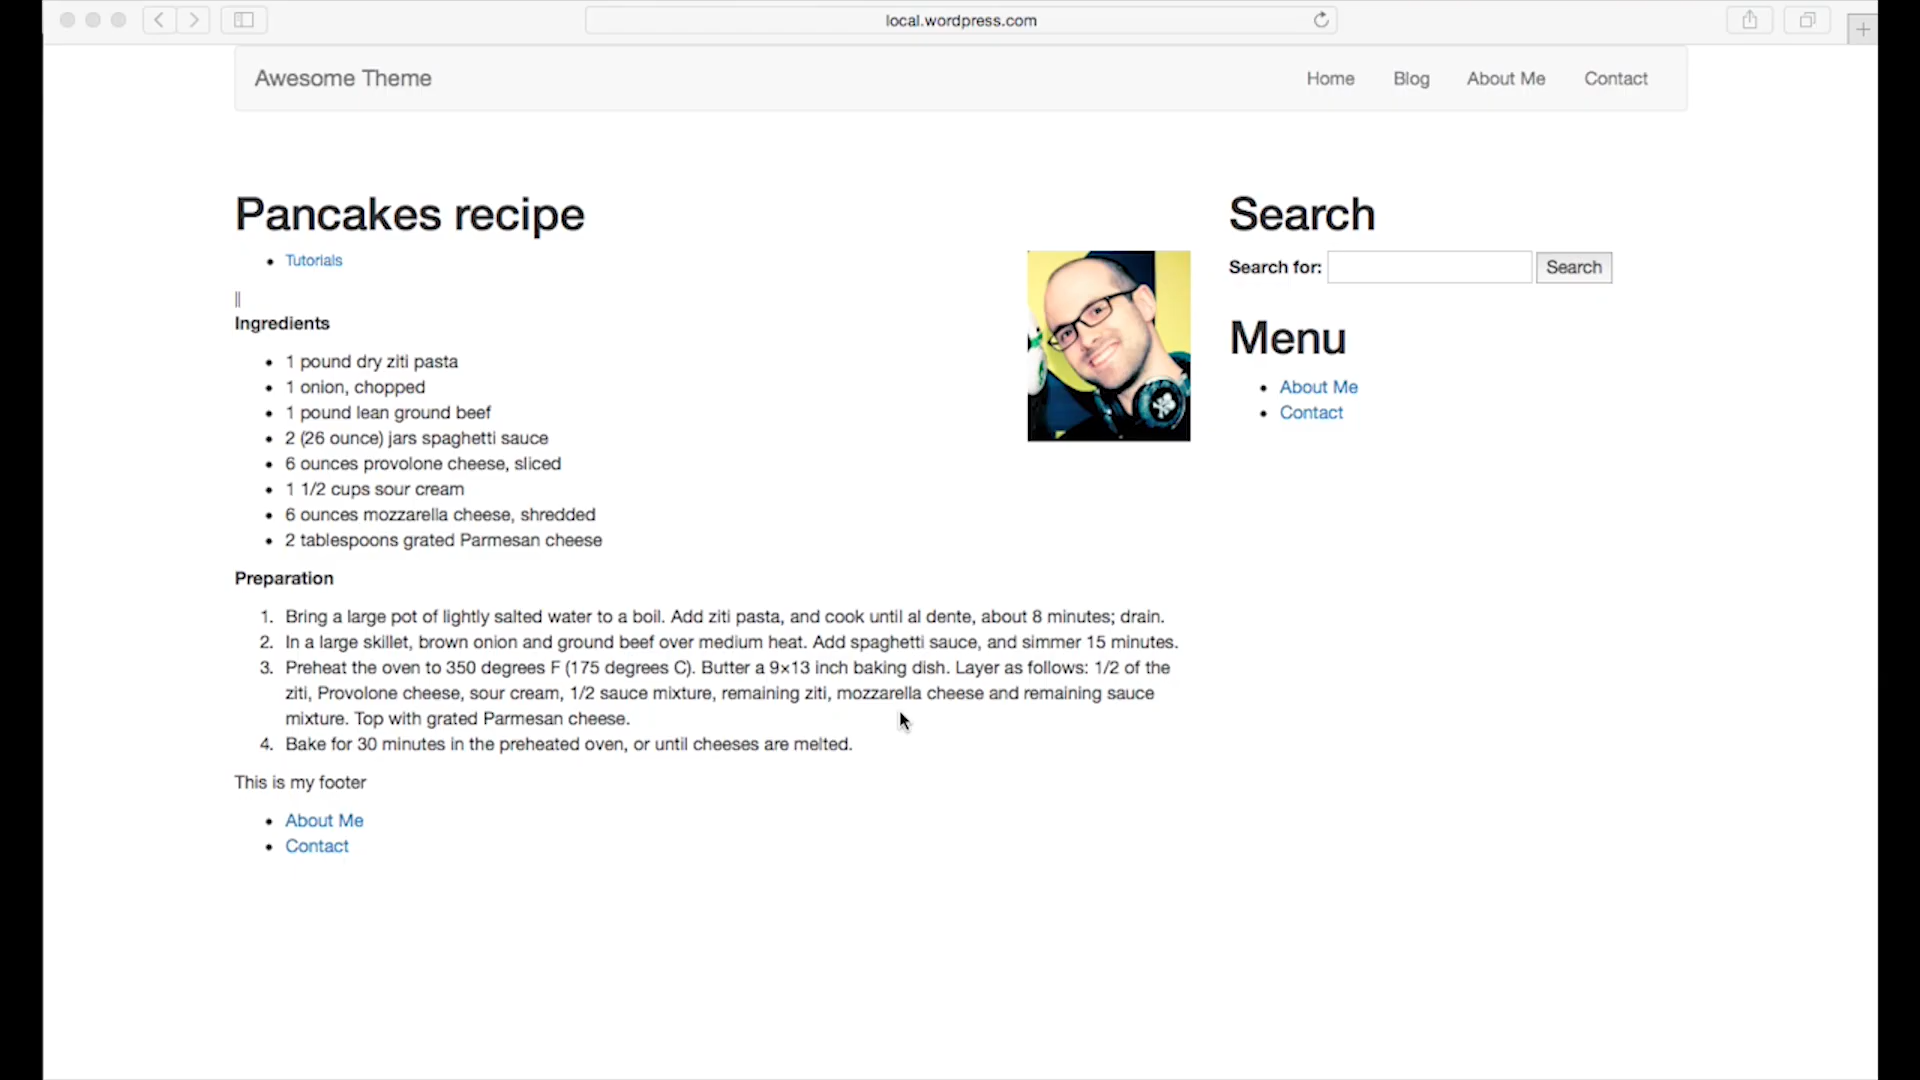 local.wordpress.com
Awesome Theme
Home Blog About Me Contact
Pancakes recipe
Tutorials
||
Ingredients
1 pound dry ziti pasta
1 onion, chopped
1 pound lean ground beef
2 (26 ounce) jars spaghetti sauce
6 ounces provolone cheese, sliced
1 1/2 cups sour cream
6 ounces mozzarella cheese, shredded
2 tablespoons grated Parmesan cheese
Preparation
1. Bring a large pot of lightly salted water to a boil. Add ziti pasta, and cook until al dente, about 8 minutes; drain.
2. In a large skillet, brown onion and ground beef over medium heat. Add spaghetti sauce, and simmer 15 minutes.
3. Preheat the oven to 350 degrees F (175 degrees C). Butter a 9×13 inch baking dish. Layer as follows: 1/2 of the
ziti, Provolone cheese, sour cream, 1/2 sauce mixture, remaining ziti, mozzarella cheese and remaining sauce
mixture. Top with grated Parmesan cheese.
4. Bake for 30 minutes in the preheated oven, or until cheeses are melted.
Search
Search for: Search
Menu
About Me
Contact
This is my footer
About Me
Contact